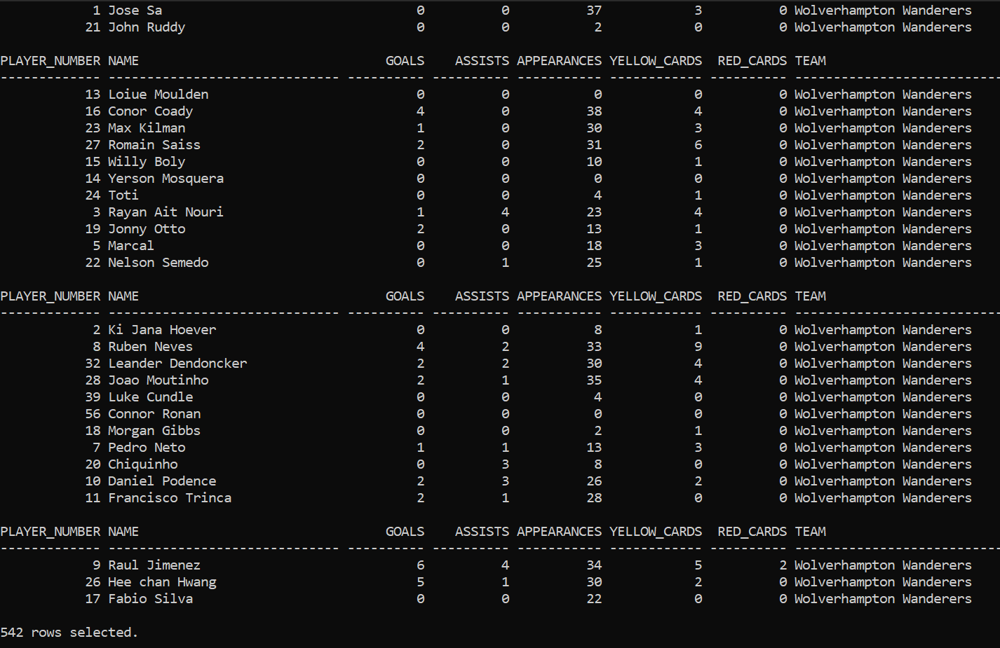 1 Jose Sa 0 0 37 3 0 Wolverhampton Wanderers
21 John Ruddy 0 0 2 0 0 Wolverhampton Wanderers
PLAYER_NUMBER NAME GOALS ASSISTS APPEARANCES YELLOW_CARDS RED_CARDS TEAM
------------- ------------------------------ ---------- ---------- ----------- ------------ ---------- ---------------------------
13 Loiue Moulden 0 0 0 0 0 Wolverhampton Wanderers
16 Conor Coady 4 0 38 4 0 Wolverhampton Wanderers
23 Max Kilman 1 0 30 3 0 Wolverhampton Wanderers
27 Romain Saiss 2 0 31 6 0 Wolverhampton Wanderers
15 Willy Boly 0 0 10 1 0 Wolverhampton Wanderers
14 Yerson Mosquera 0 0 0 0 0 Wolverhampton Wanderers
24 Toti 0 0 4 1 0 Wolverhampton Wanderers
3 Rayan Ait Nouri 1 4 23 4 0 Wolverhampton Wanderers
19 Jonny Otto 2 0 13 1 0 Wolverhampton Wanderers
5 Marcal 0 0 18 3 0 Wolverhampton Wanderers
22 Nelson Semedo 0 1 25 1 0 Wolverhampton Wanderers
PLAYER_NUMBER NAME GOALS ASSISTS APPEARANCES YELLOW_CARDS RED_CARDS TEAM
------------- ------------------------------ ---------- ---------- ----------- ------------ ---------- ---------------------------
2 Ki Jana Hoever 0 0 8 1 0 Wolverhampton Wanderers
8 Ruben Neves 4 2 33 9 0 Wolverhampton Wanderers
32 Leander Dendoncker 2 2 30 4 0 Wolverhampton Wanderers
28 Joao Moutinho 2 1 35 4 0 Wolverhampton Wanderers
39 Luke Cundle 0 0 4 0 0 Wolverhampton Wanderers
56 Connor Ronan 0 0 0 0 0 Wolverhampton Wanderers
18 Morgan Gibbs 0 0 2 1 0 Wolverhampton Wanderers
7 Pedro Neto 1 1 13 3 0 Wolverhampton Wanderers
20 Chiquinho 0 3 8 0 0 Wolverhampton Wanderers
10 Daniel Podence 2 3 26 2 0 Wolverhampton Wanderers
11 Francisco Trinca 2 1 28 0 0 Wolverhampton Wanderers
PLAYER_NUMBER NAME GOALS ASSISTS APPEARANCES YELLOW_CARDS RED_CARDS TEAM
------------- ------------------------------ ---------- ---------- ----------- ------------ ---------- ---------------------------
9 Raul Jimenez 6 4 34 5 2 Wolverhampton Wanderers
26 Hee chan Hwang 5 1 30 2 0 Wolverhampton Wanderers
17 Fabio Silva 0 0 22 0 0 Wolverhampton Wanderers
542 rows selected.